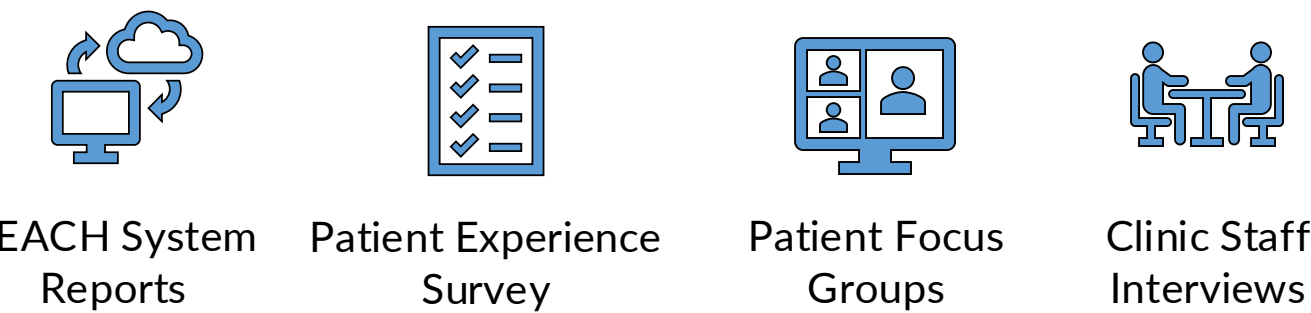 EACH System
Reports
Patient Experience
Survey
Patient Focus
Groups
Clinic Staff
Interviews